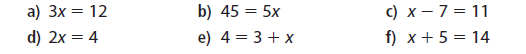 a) 3x = 12 b) 45 = 5x c) x – 7 = 11
d) 2x = 4 e) 4 = 3 + x f) x + 5 = 14